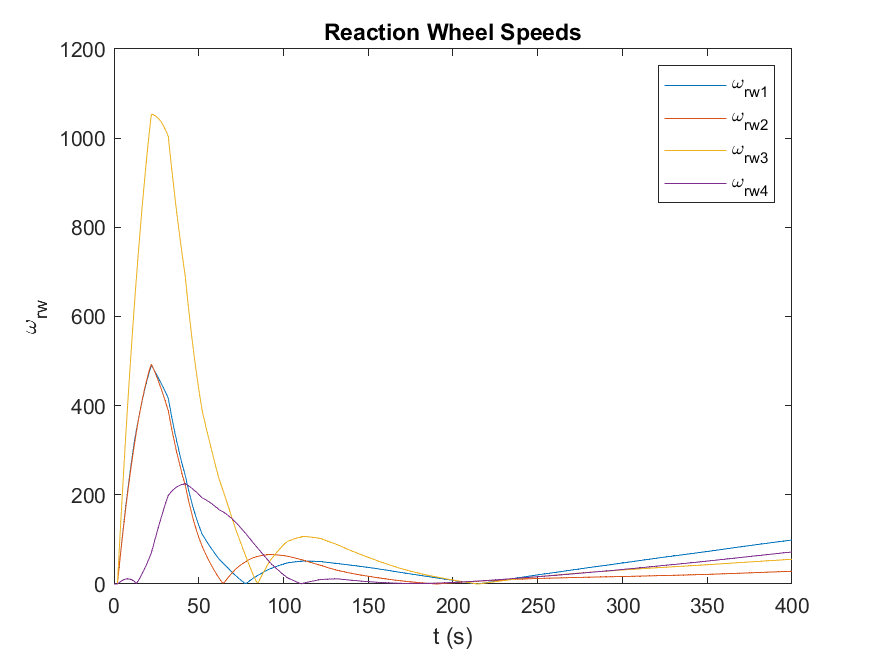 Reaction Wheel Speeds
1200
1000
800
600
400
200
0
ω_rw
ω_rw1
ω_rw2
ω_rw3
ω_rw4
0 50 100 150 200 250 300 350 400
t (s)